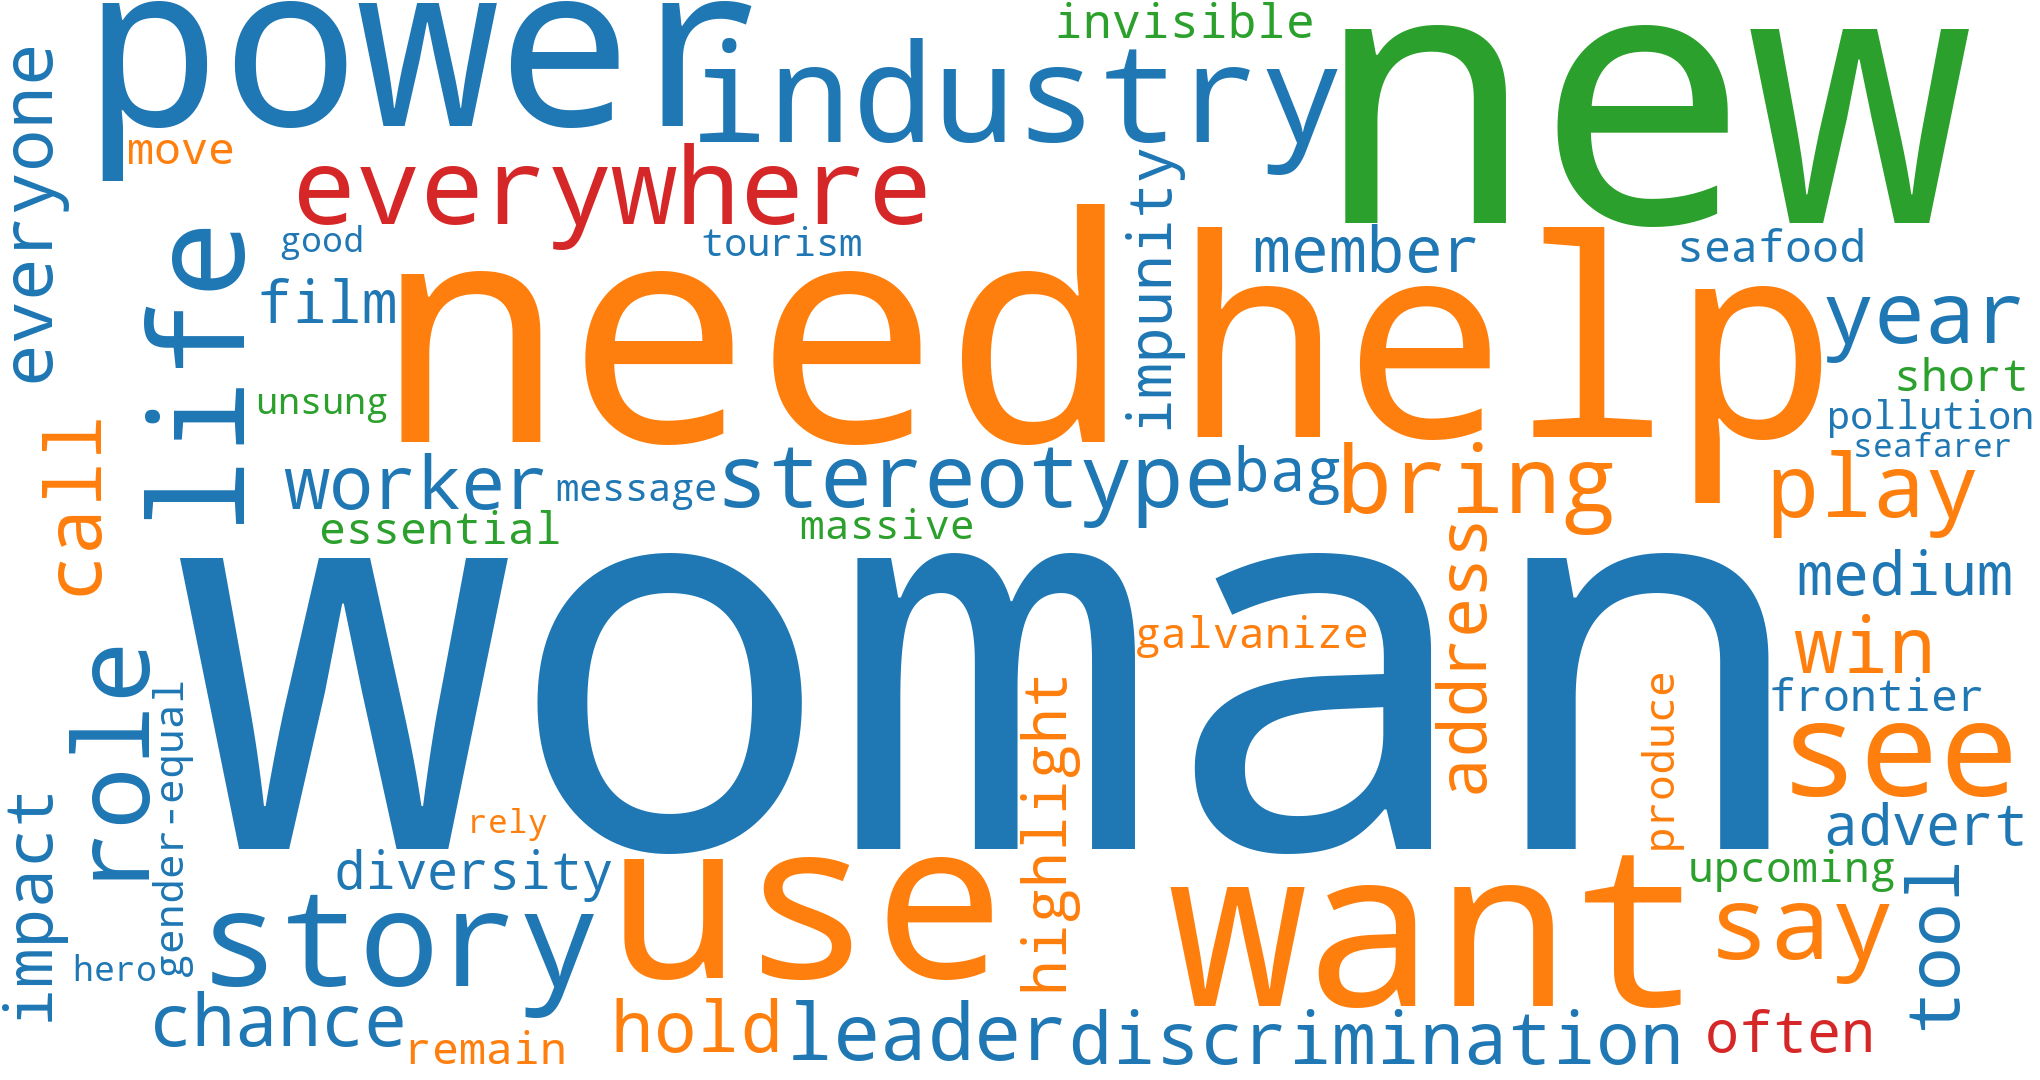 power
new
invisible
industry
everyone
move
everywhere
impunity
good
tourism
member
seafood
life
need
help
film
year
short
unsung
pollution
seafarer
call
worker
message
stereotype
bag
bring
play
essential
massive
address
woman
medium
galvanize
win
role
gender-equal
highlight
produce
frontier
see
impact
rely
advert
diversity
use
want
upcoming
story
say
tool
hero
chance
remain
hold
leader
discrimination
often